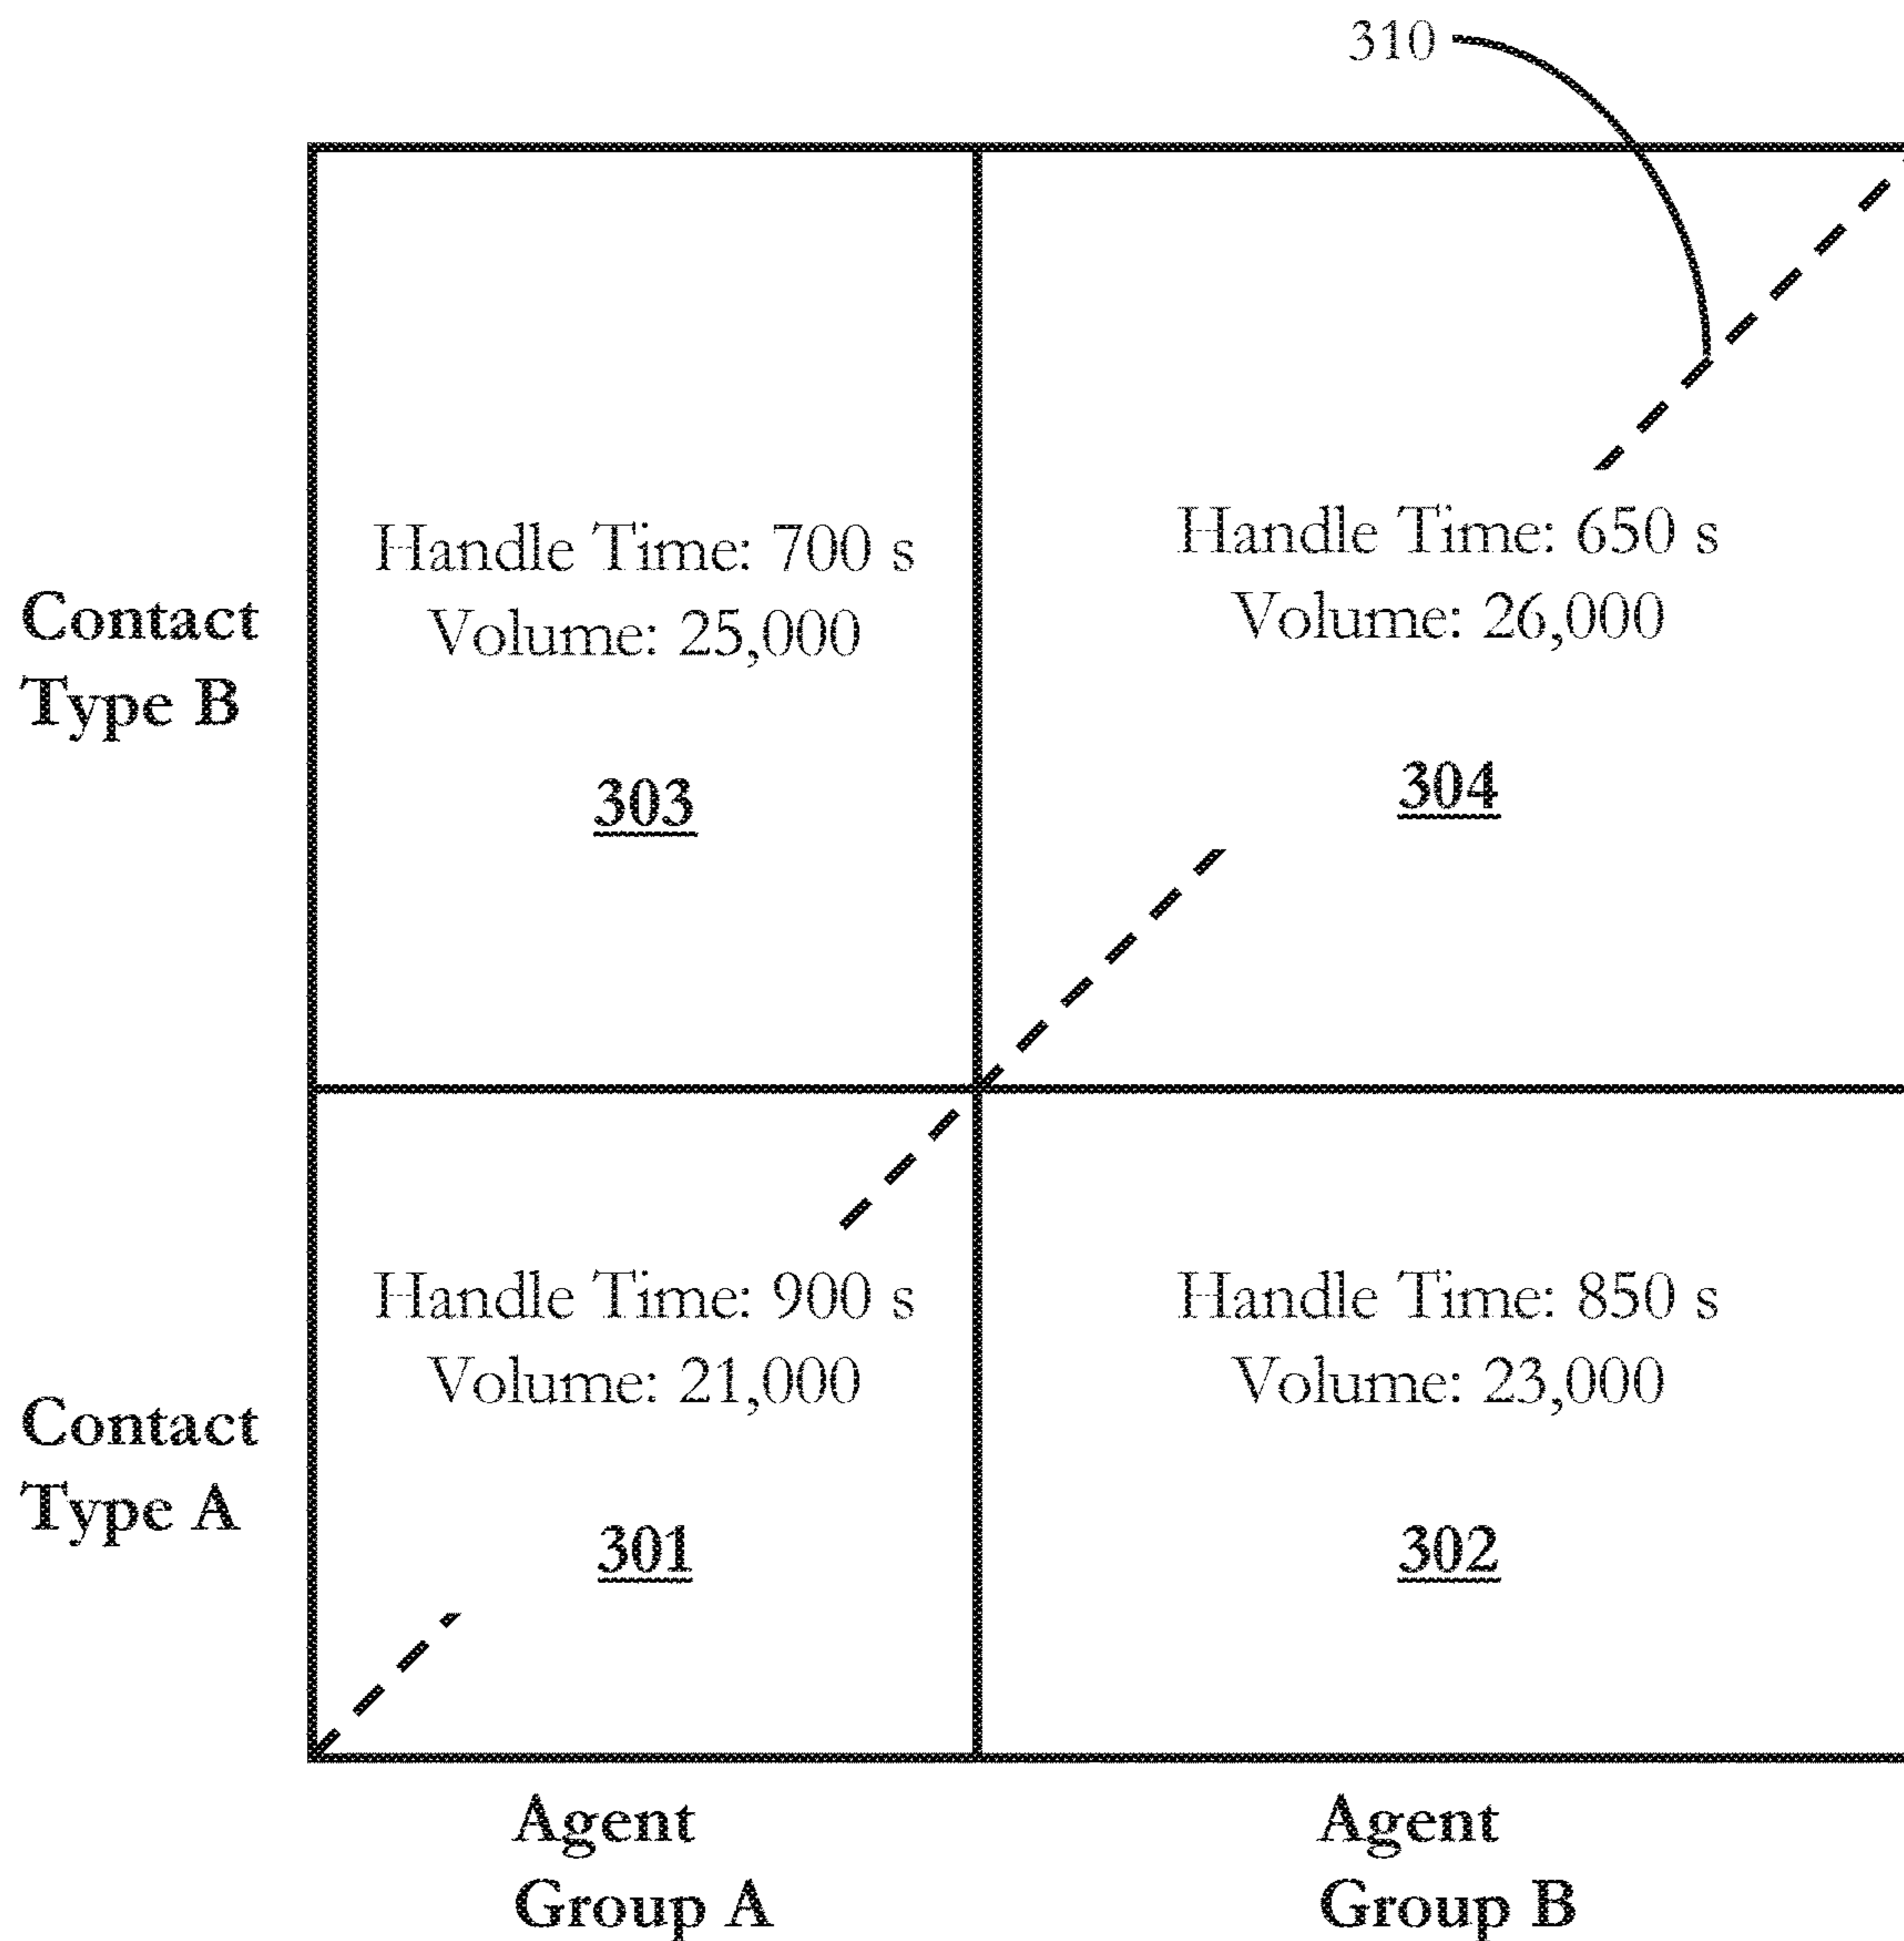 310
Handle Time: 700 s
Volume: 25,000
303
Handle Time: 650 s
Volume: 26,000
304
Contact
Type B
Handle Time: 900 s
Volume: 21,000
301
Handle Time: 850 s
Volume: 23,000
302
Contact
Type A
Agent
Group A
Agent
Group B